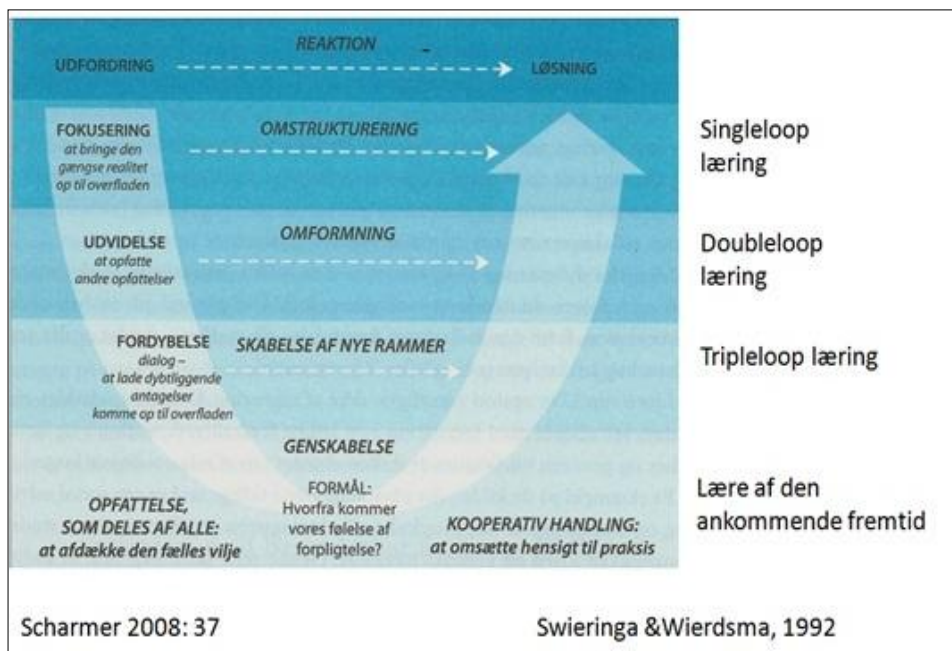 REAKTION
UDFORDRING
LØSNING
FOKUSERING
at bringe den
gængse realitet
op til overfladen
OMSTRUKTURERING
Singleloop
læring
UDVIDELSE
at opfatte
andre opfattelser
OMFORMNING
Doubleloop
læring
FORDYBELSE
dialog –
at lade dybtliggende
antagelser
komme op til overfladen
SKABELSE AF NYE RAMMER
Tripleloop læring
GENSKABELSE
OPFATTELSE,
SOM DELES AF ALLE:
at afdække den fælles vilje
FORMÅL:
Hvorfra kommer
vores følelse af
forpligtelse?
KOOPERATIV HANDLING:
at omsætte hensigt til praksis
Lære af den
ankommende fremtid
Scharmer 2008: 37
Swieringa &Wierdsma, 1992